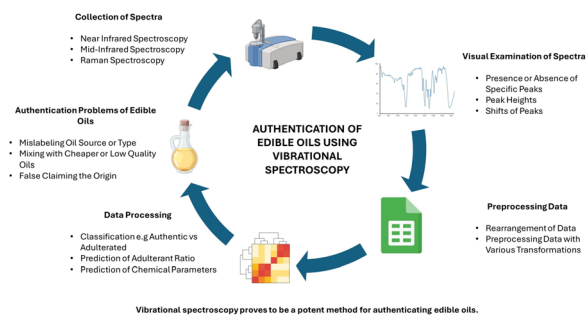 Collection of Spectra
• Near Infrared Spectroscopy
• Mid-Infrared Spectroscopy
• Raman Spectroscopy
Visual Examination of Spectra
• Presence or Absence of
Specific Peaks
• Peak Heights
• Shifts of Peaks
Authentication Problems of Edible
Oils
• Mislabeling Oil Source or Type
• Mixing with Cheaper or Low Quality
Oils
• False Claiming the Origin
AUTHENTICATION OF
EDIBLE OILS USING
VIBRATIONAL
SPECTROSCOPY
Data Processing
• Classification e.g Authentic vs
Adulterated
• Prediction of Adulterant Ratio
• Prediction of Chemical Parameters
Preprocessing Data
• Rearrangement of Data
• Preprocessing Data with
Various Transformations
Vibrational spectroscopy proves to be a potent method for authenticating edible oils.